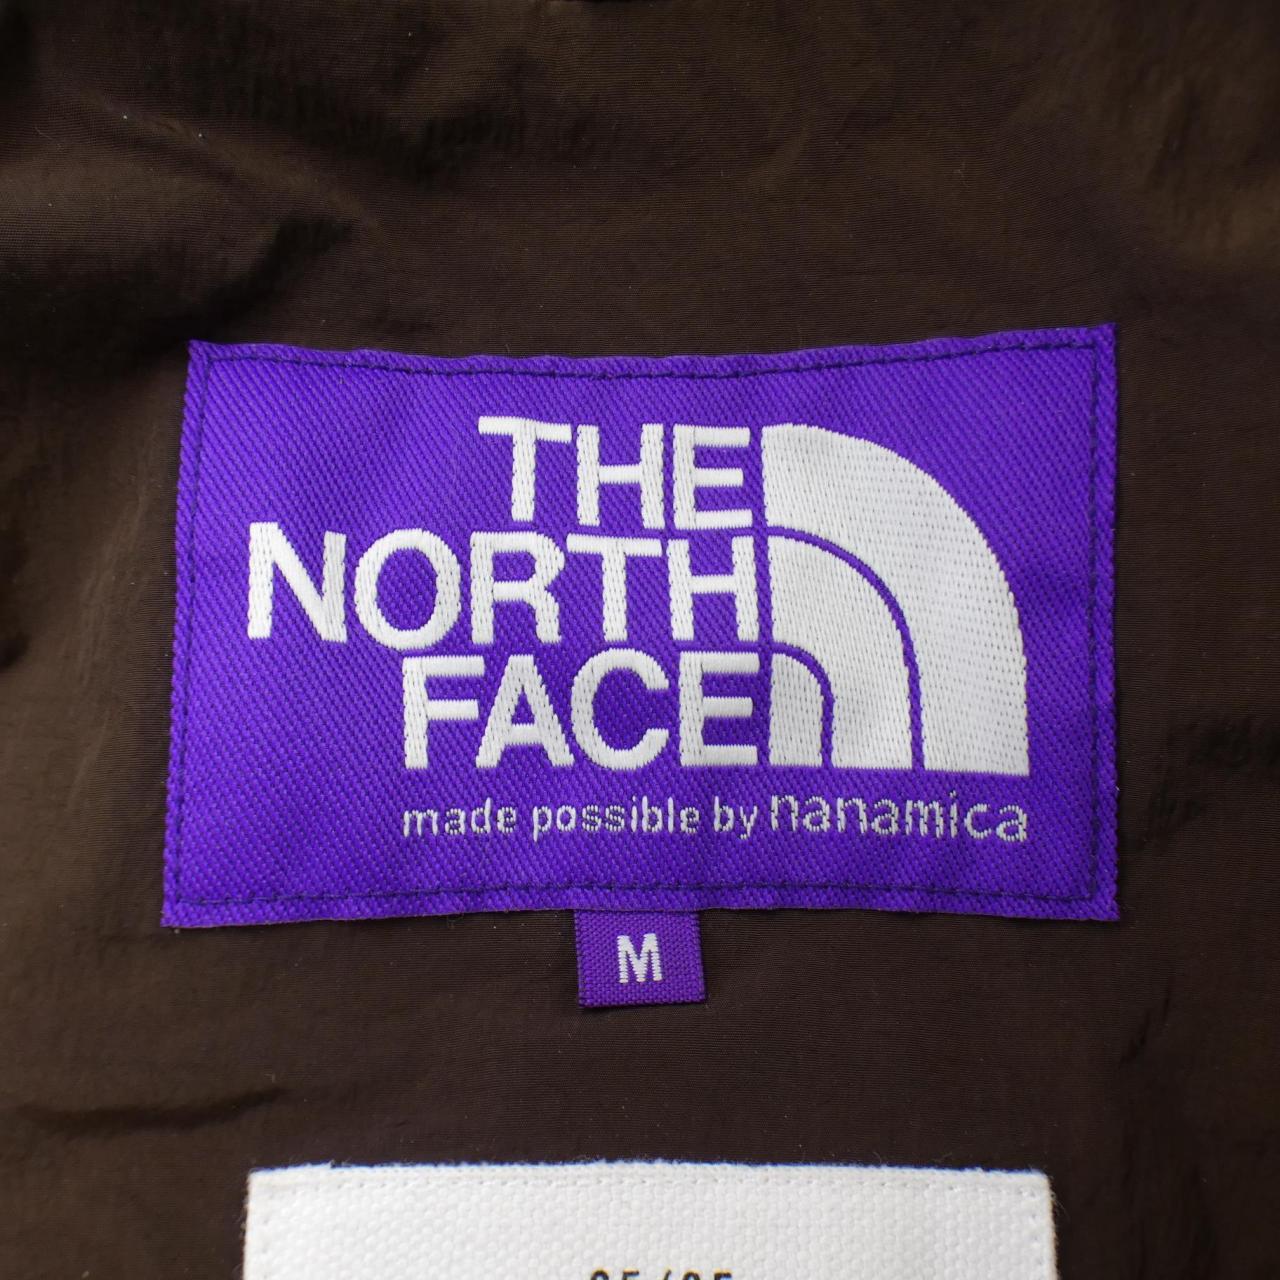 THE
NORTH
FACE
made possible by nanamica
M